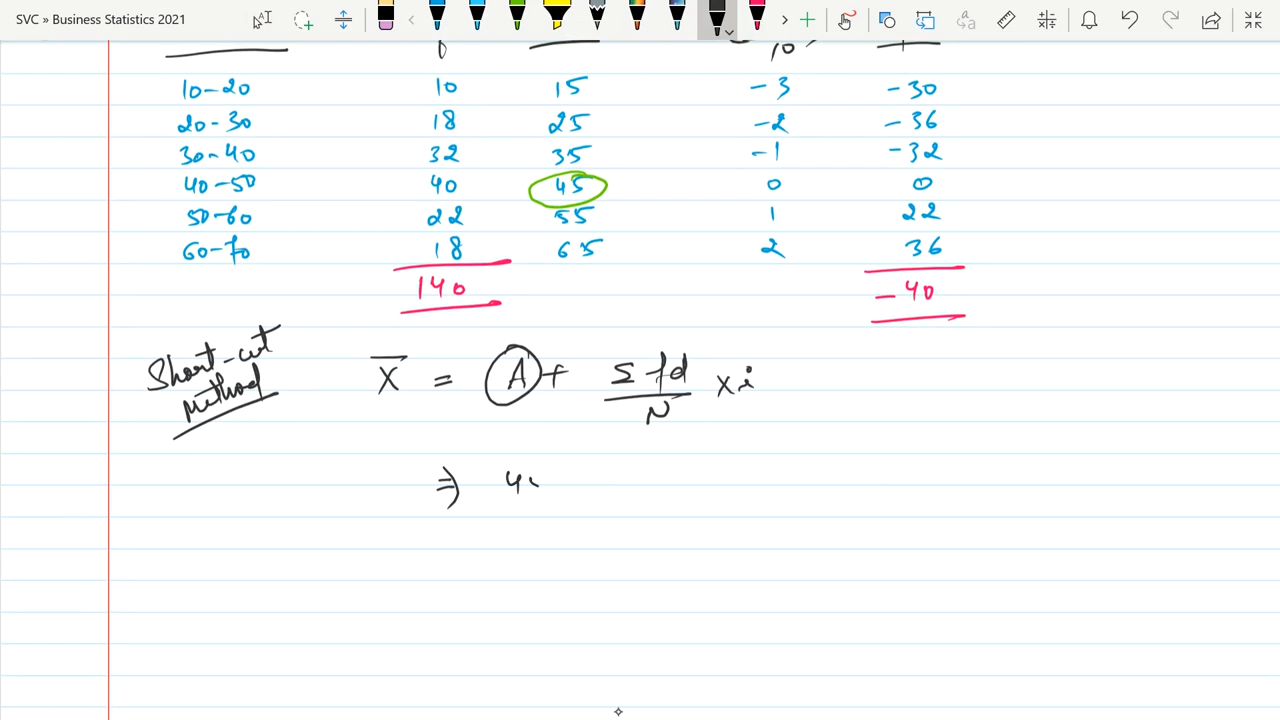 SVC » Business Statistics 2021
10
10-20 10 15 -3 -30
20-30 18 25 -2 -36
30-40 32 35 -1 -32
40-50 40 45 0 0
50-60 22 55 1 22
60-70 18 65 2 36
140 -40
Short-cut
Method
X̅ = A + Σfd/N × i
⇒ 4